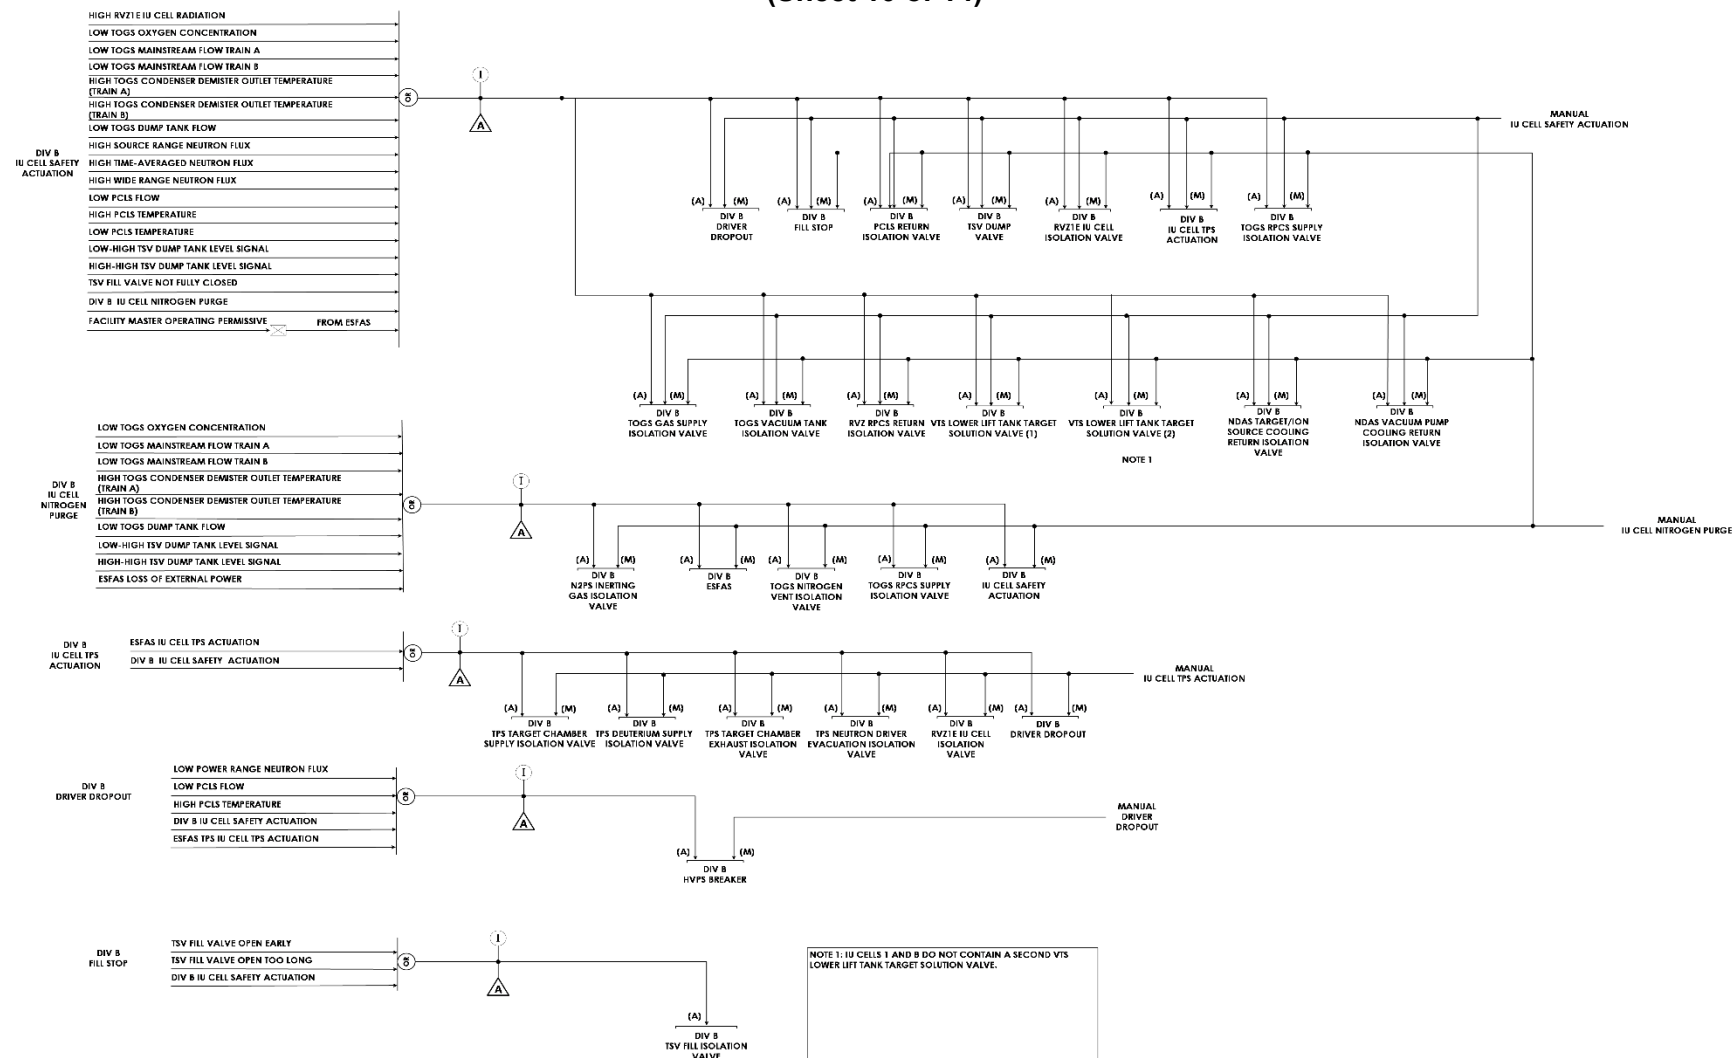 HIGH RVZ1E IU CELL RADIATION
LOW TOGS OXYGEN CONCENTRATION
LOW TOGS MAINSTREAM FLOW TRAIN A
LOW TOGS MAINSTREAM FLOW TRAIN B
HIGH TOGS CONDENSER DEMISTER OUTLET TEMPERATURE
(TRAIN A)
HIGH TOGS CONDENSER DEMISTER OUTLET TEMPERATURE
(TRAIN B)
LOW TOGS DUMP TANK FLOW
HIGH SOURCE RANGE NEUTRON FLUX
HIGH TIME-AVERAGED NEUTRON FLUX
HIGH WIDE RANGE NEUTRON FLUX
LOW PCLS FLOW
HIGH PCLS TEMPERATURE
LOW PCLS TEMPERATURE
LOW-HIGH TSV DUMP TANK LEVEL SIGNAL
HIGH-HIGH TSV DUMP TANK LEVEL SIGNAL
TSV FILL VALVE NOT FULLY CLOSED
DIV B IU CELL NITROGEN PURGE
FACILITY MASTER OPERATING PERMISSIVE
FROM ESFAS
DIV B
IU CELL SAFETY
ACTUATION
OR
I
A
MANUAL
IU CELL SAFETY ACTUATION
(A) (M)
DIV B
DRIVER
DROPOUT
(A) (M)
DIV B
FILL STOP
(A) (M)
DIV B
PCLS RETURN
ISOLATION VALVE
(A) (M)
DIV B
TSV DUMP
VALVE
(A) (M)
DIV B
RVZ1E IU CELL
ISOLATION VALVE
(A) (M)
DIV B
IU CELL TPS
ACTUATION
(A) (M)
DIV B
TOGS RPCS SUPPLY
ISOLATION VALVE
(A) (M)
DIV B
TOGS GAS SUPPLY
ISOLATION VALVE
(A) (M)
DIV B
TOGS VACUUM TANK
ISOLATION VALVE
(A) (M)
DIV B
RVZ RPCS RETURN
ISOLATION VALVE
(A) (M)
DIV B
VTS LOWER LIFT TANK TARGET
SOLUTION VALVE (1)
(A) (M)
DIV B
VTS LOWER LIFT TANK TARGET
SOLUTION VALVE (2)
NOTE 1
(A) (M)
DIV B
NDAS TARGET/ION
SOURCE COOLING
RETURN ISOLATION
VALVE
(A) (M)
DIV B
NDAS VACUUM PUMP
COOLING RETURN
ISOLATION VALVE
LOW TOGS OXYGEN CONCENTRATION
LOW TOGS MAINSTREAM FLOW TRAIN A
LOW TOGS MAINSTREAM FLOW TRAIN B
HIGH TOGS CONDENSER DEMISTER OUTLET TEMPERATURE
(TRAIN A)
HIGH TOGS CONDENSER DEMISTER OUTLET TEMPERATURE
(TRAIN B)
LOW TOGS DUMP TANK FLOW
LOW-HIGH TSV DUMP TANK LEVEL SIGNAL
HIGH-HIGH TSV DUMP TANK LEVEL SIGNAL
ESFAS LOSS OF EXTERNAL POWER
DIV B
IU CELL
NITROGEN
PURGE
OR
I
A
MANUAL
IU CELL NITROGEN PURGE
(A) (M)
DIV B
N2PS INERTING
GAS ISOLATION
VALVE
(A) (M)
DIV B
ESFAS
(A) (M)
DIV B
TOGS NITROGEN
VENT ISOLATION
VALVE
(A) (M)
DIV B
TOGS RPCS SUPPLY
ISOLATION VALVE
(A) (M)
DIV B
IU CELL SAFETY
ACTUATION
DIV B
IU CELL TPS
ACTUATION
ESFAS IU CELL TPS ACTUATION
DIV B IU CELL SAFETY ACTUATION
OR
I
A
MANUAL
IU CELL TPS ACTUATION
(A) (M)
DIV B
TPS TARGET CHAMBER
SUPPLY ISOLATION VALVE
(A) (M)
DIV B
TPS DEUTERIUM SUPPLY
ISOLATION VALVE
(A) (M)
DIV B
TPS TARGET CHAMBER
EXHAUST ISOLATION
VALVE
(A) (M)
DIV B
TPS NEUTRON DRIVER
EVACUATION ISOLATION
VALVE
(A) (M)
DIV B
RVZ1E IU CELL
ISOLATION
VALVE
(A) (M)
DIV B
DRIVER DROPOUT
DIV B
DRIVER DROPOUT
LOW POWER RANGE NEUTRON FLUX
LOW PCLS FLOW
HIGH PCLS TEMPERATURE
DIV B IU CELL SAFETY ACTUATION
ESFAS TPS IU CELL TPS ACTUATION
OR
I
A
MANUAL
DRIVER
DROPOUT
(A) (M)
DIV B
HVPS BREAKER
DIV B
FILL STOP
TSV FILL VALVE OPEN EARLY
TSV FILL VALVE OPEN TOO LONG
DIV B IU CELL SAFETY ACTUATION
OR
I
A
(A)
DIV B
TSV FILL ISOLATION
VALVE
NOTE 1: IU CELLS 1 AND B DO NOT CONTAIN A SECOND VTS
LOWER LIFT TANK TARGET SOLUTION VALVE.